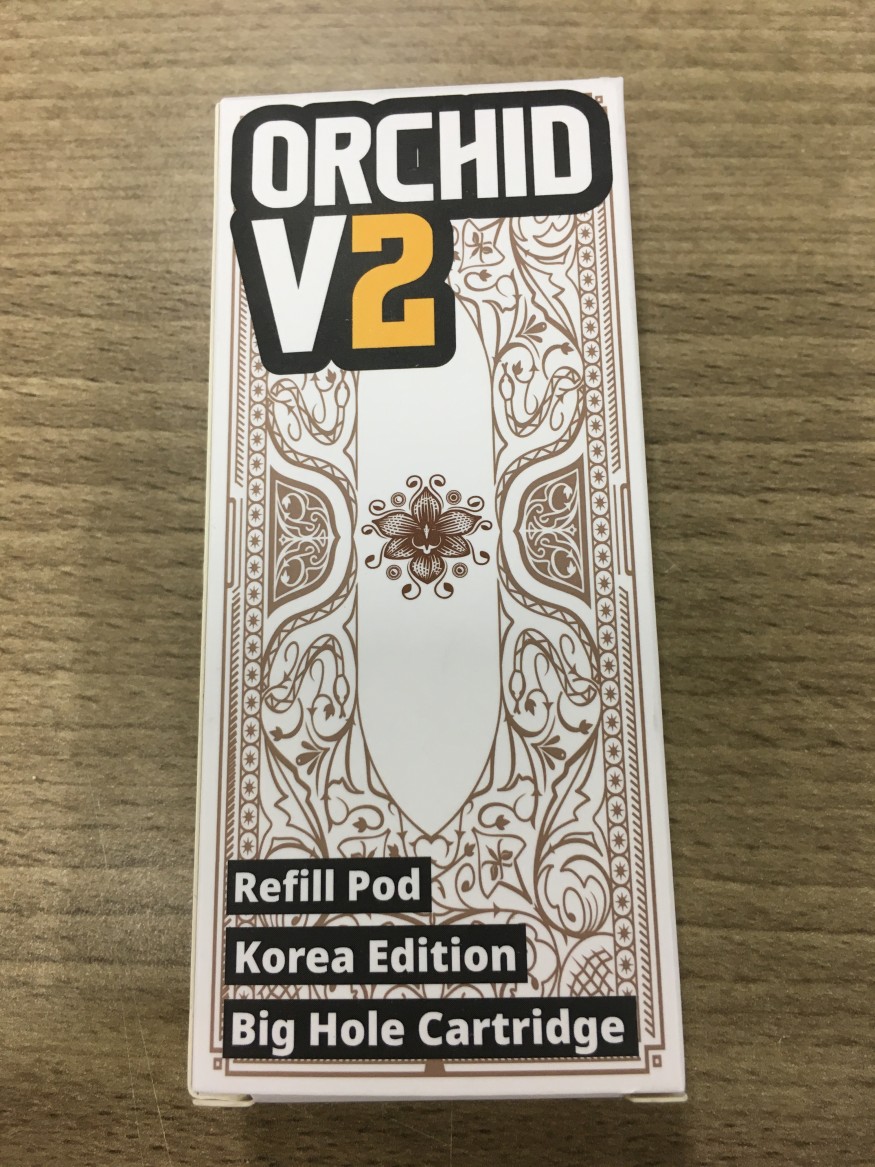 ORCHID
V2
Refill Pod
Korea Edition
Big Hole Cartridge